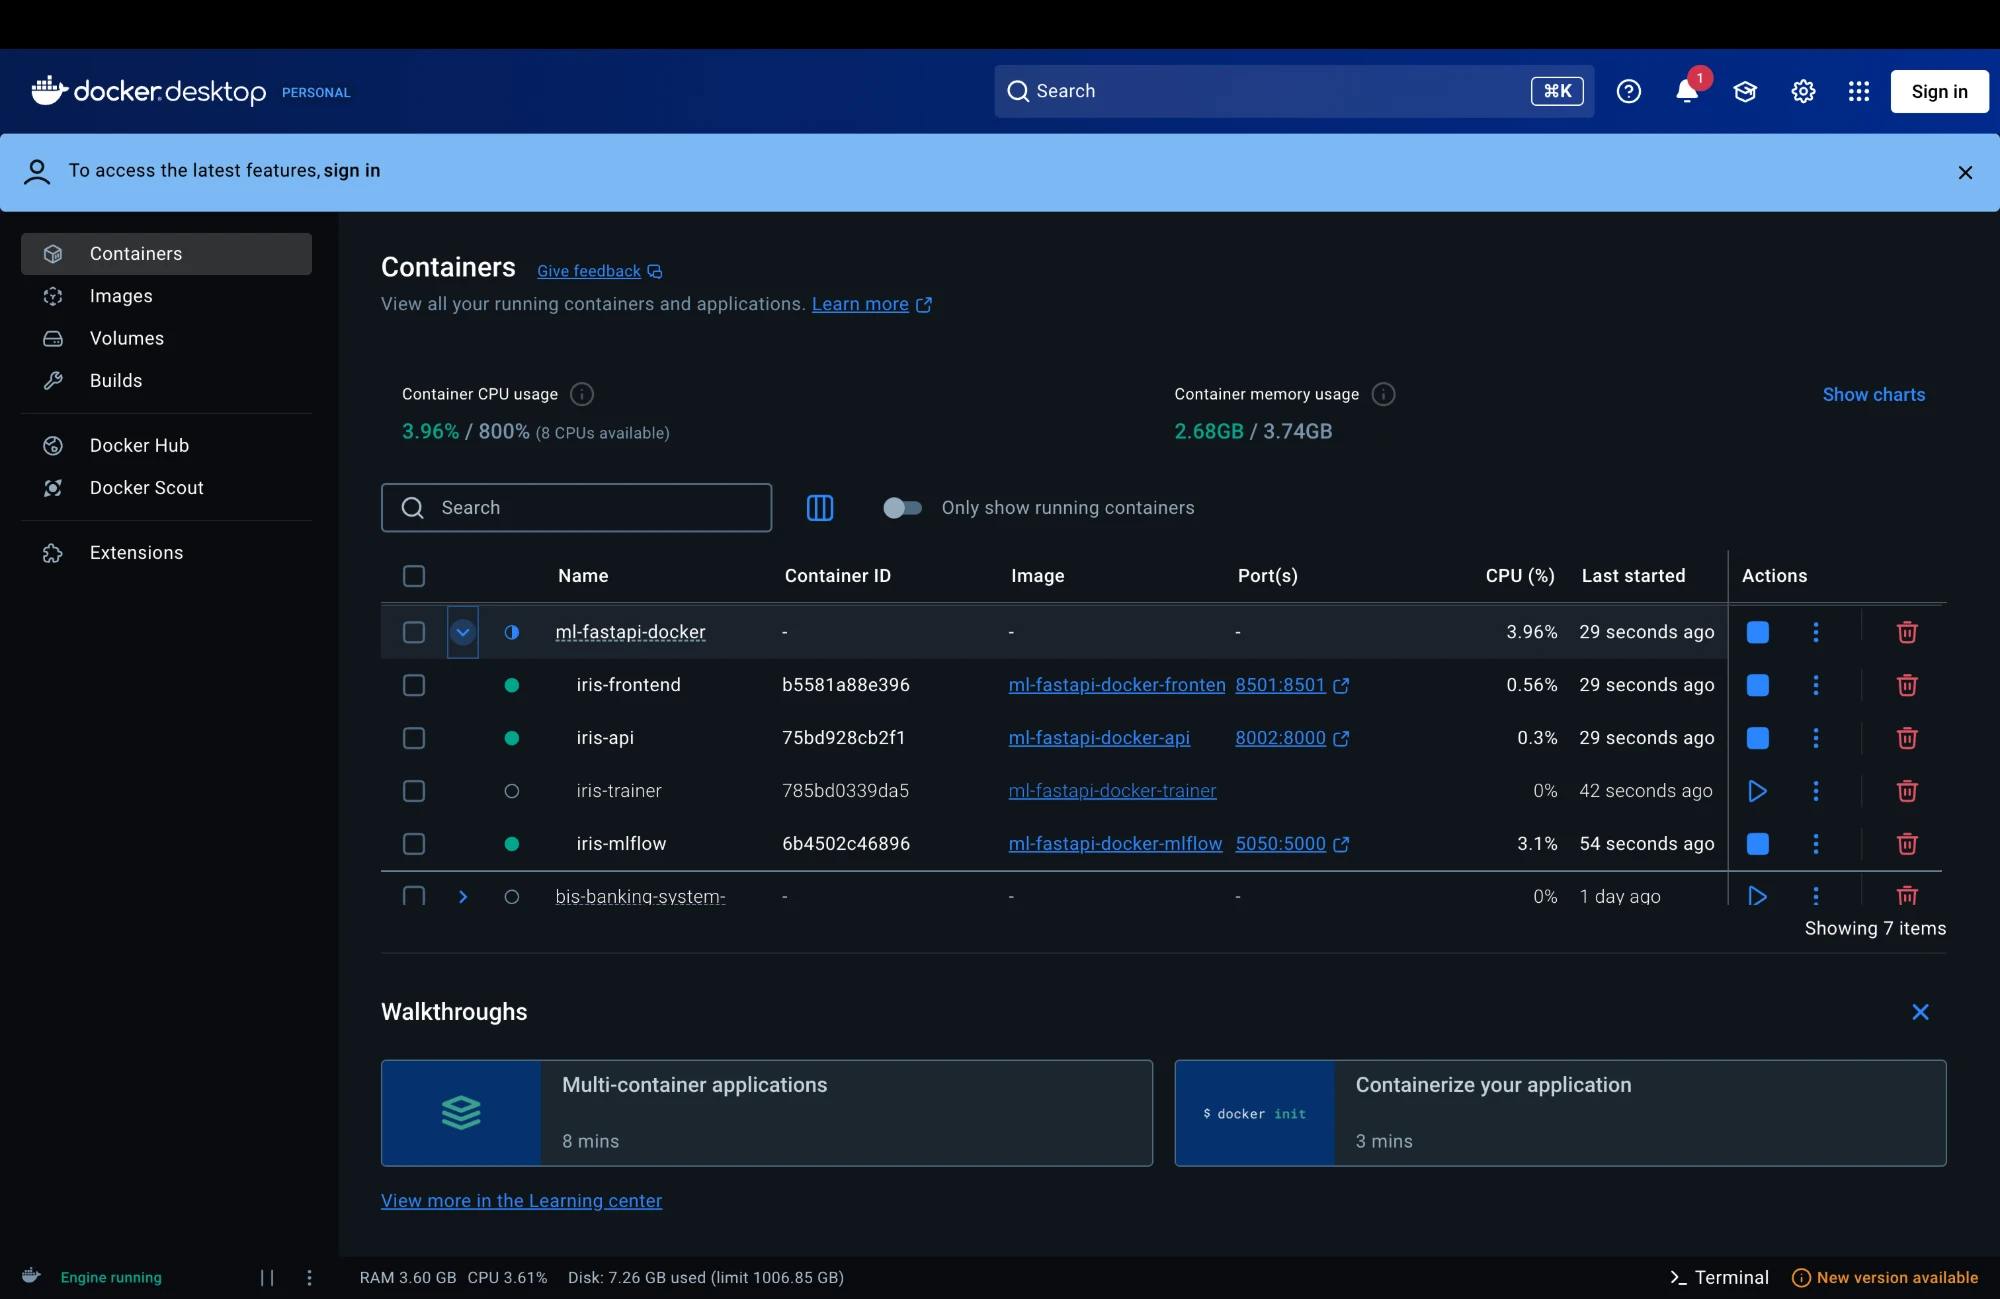 docker desktop PERSONAL Search ⌘K 1 Sign in
To access the latest features, sign in
Containers
Images
Volumes
Builds
Docker Hub
Docker Scout
Extensions
Containers Give feedback
View all your running containers and applications. Learn more
Container CPU usage
3.96% / 800% (8 CPUs available)
Container memory usage
2.68GB / 3.74GB
Show charts
Search Only show running containers
Name Container ID Image Port(s) CPU (%) Last started Actions
ml-fastapi-docker - - - 3.96% 29 seconds ago
iris-frontend b5581a88e396 ml-fastapi-docker-fronten 8501:8501 0.56% 29 seconds ago
iris-api 75bd928cb2f1 ml-fastapi-docker-api 8002:8000 0.3% 29 seconds ago
iris-trainer 785bd0339da5 ml-fastapi-docker-trainer 0% 42 seconds ago
iris-mlflow 6b4502c46896 ml-fastapi-docker-mlflow 5050:5000 3.1% 54 seconds ago
bis-banking-system- - - - 0% 1 day ago
Showing 7 items
Walkthroughs
Multi-container applications
8 mins
$ docker init
Containerize your application
3 mins
View more in the Learning center
Engine running RAM 3.60 GB CPU 3.61% Disk: 7.26 GB used (limit 1006.85 GB) Terminal New version available